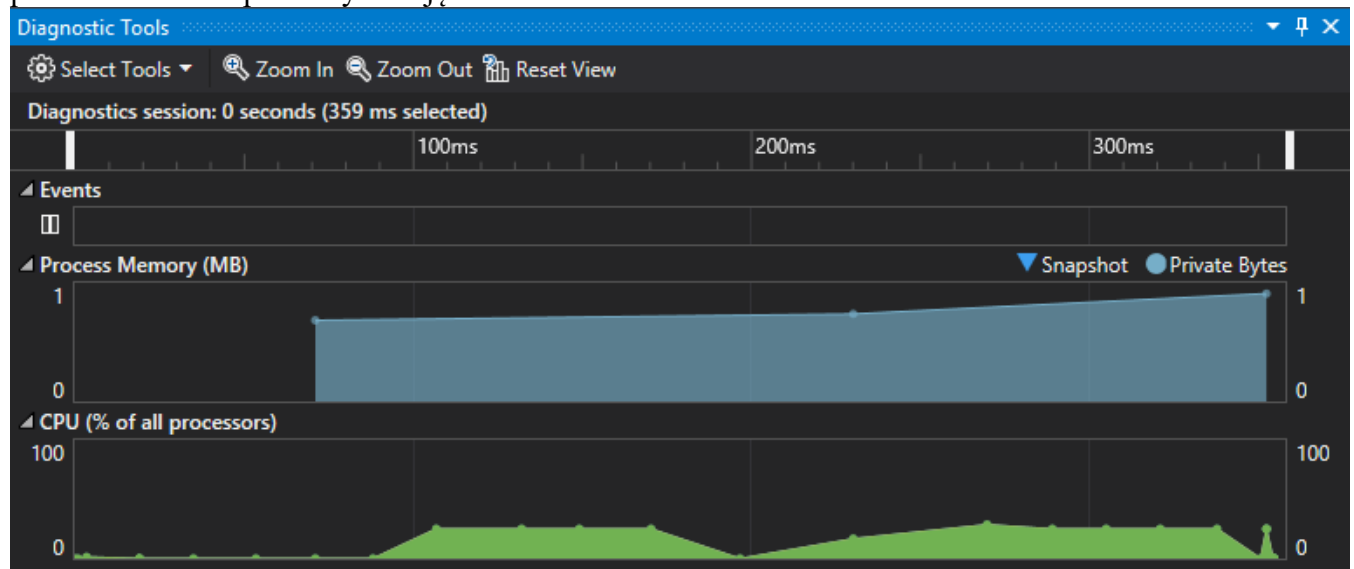 Diagnostic Tools
Select Tools Zoom In Zoom Out Reset View
Diagnostics session: 0 seconds (359 ms selected)
100ms 200ms 300ms
Events
Process Memory (MB) Snapshot Private Bytes
1 1
0 0
CPU (% of all processors)
100 100
0 0